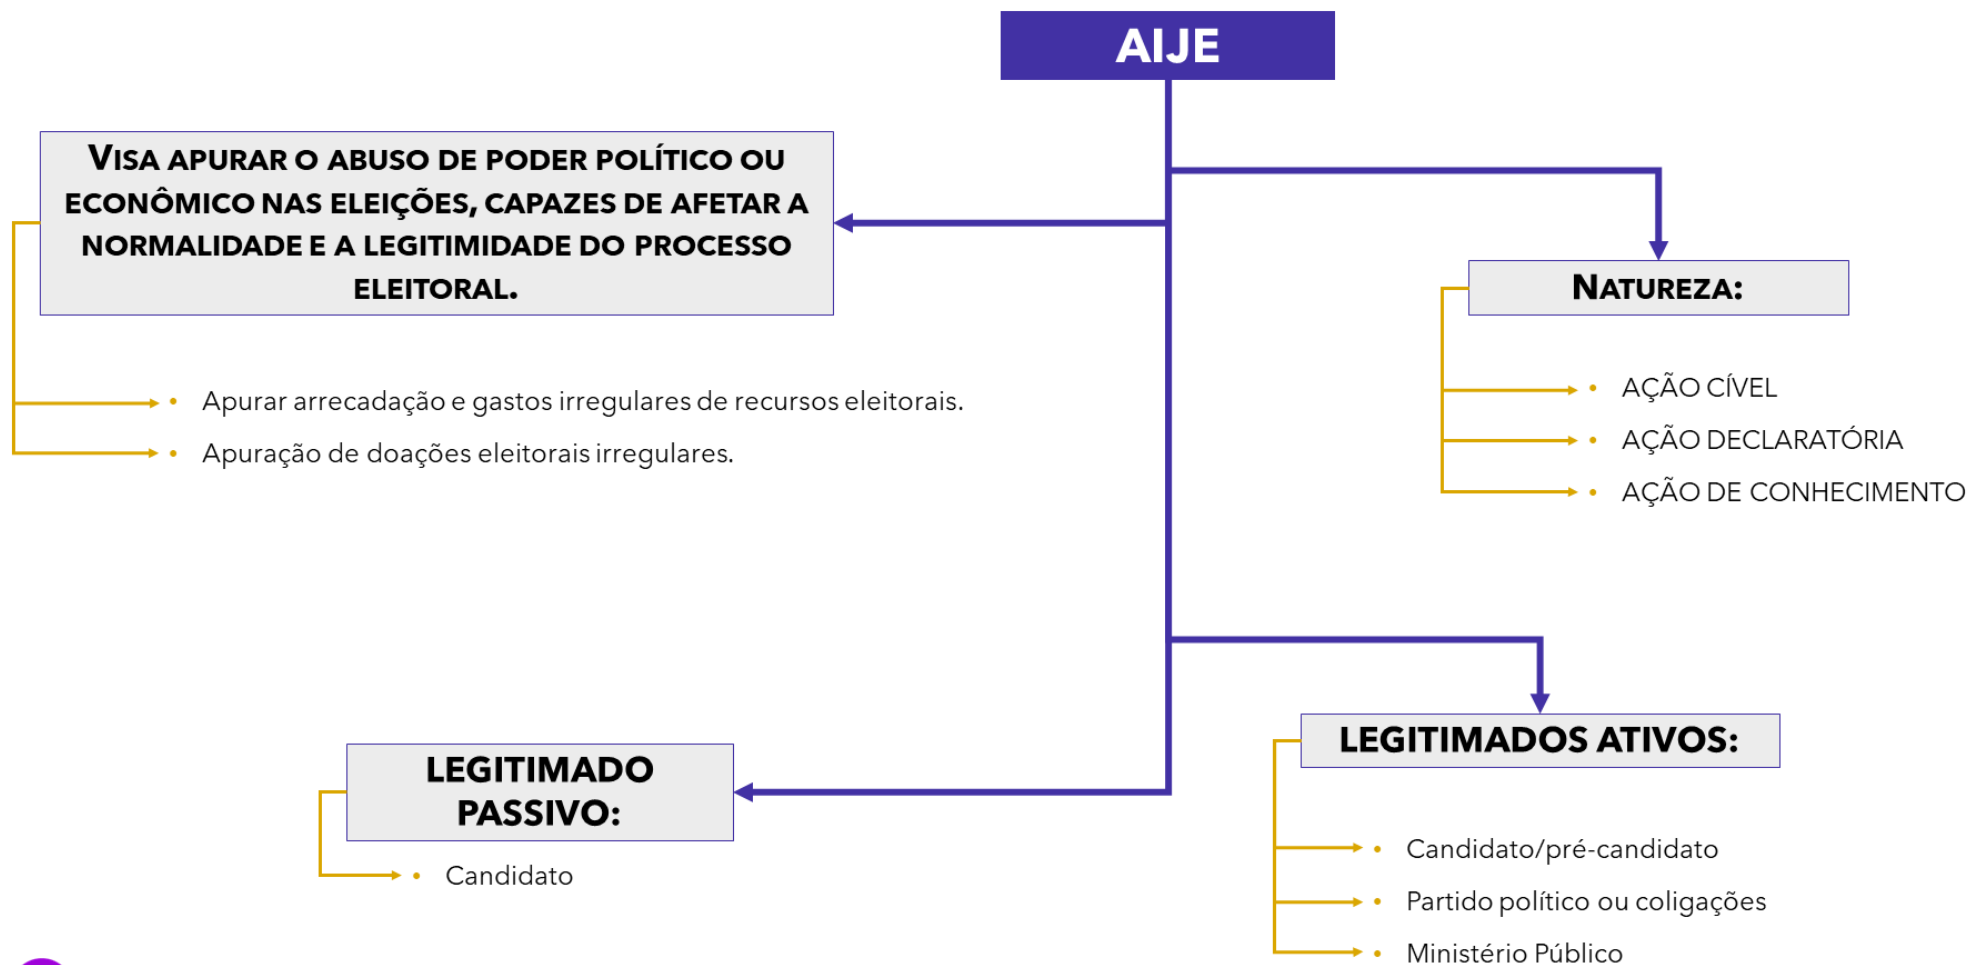 AIJE
VISA APURAR O ABUSO DE PODER POLÍTICO OU
ECONÔMICO NAS ELEIÇÕES, CAPAZES DE AFETAR A
NORMALIDADE E A LEGITIMIDADE DO PROCESSO
ELEITORAL.
• Apurar arrecadação e gastos irregulares de recursos eleitorais.
• Apuração de doações eleitorais irregulares.
NATUREZA:
• AÇÃO CÍVEL
• AÇÃO DECLARATÓRIA
• AÇÃO DE CONHECIMENTO
LEGITIMADO
PASSIVO:
• Candidato
LEGITIMADOS ATIVOS:
• Candidato/pré-candidato
• Partido político ou coligações
• Ministério Público